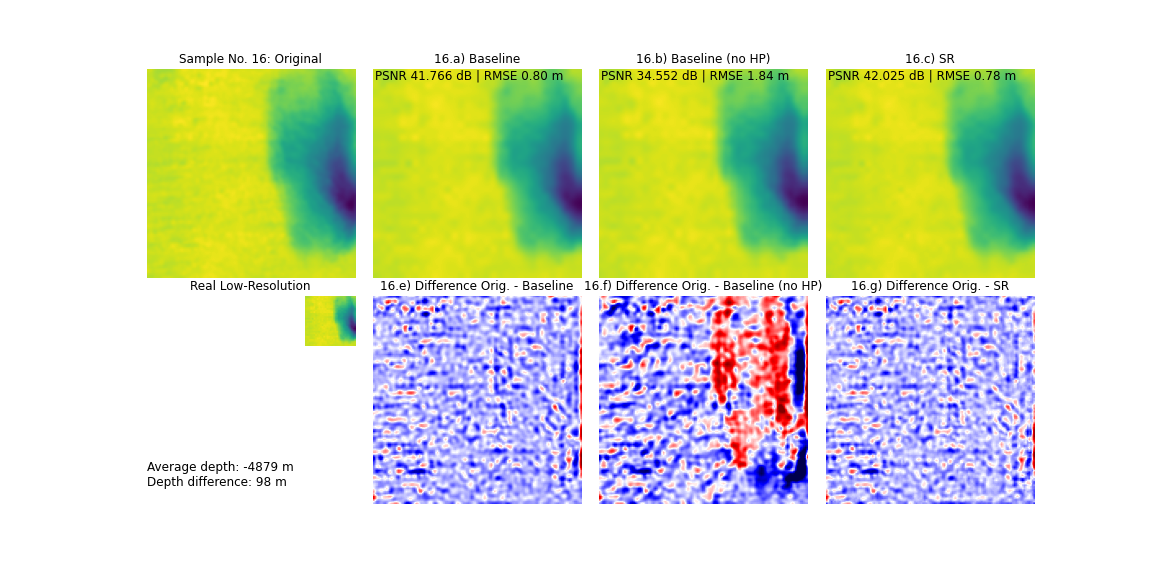 Sample No. 16: Original
16.a) Baseline
16.b) Baseline (no HP)
16.c) SR
PSNR 41.766 dB | RMSE 0.80 m
PSNR 34.552 dB | RMSE 1.84 m
PSNR 42.025 dB | RMSE 0.78 m
Real Low-Resolution
16.e) Difference Orig. - Baseline
16.f) Difference Orig. - Baseline (no HP)
16.g) Difference Orig. - SR
Average depth: -4879 m
Depth difference: 98 m